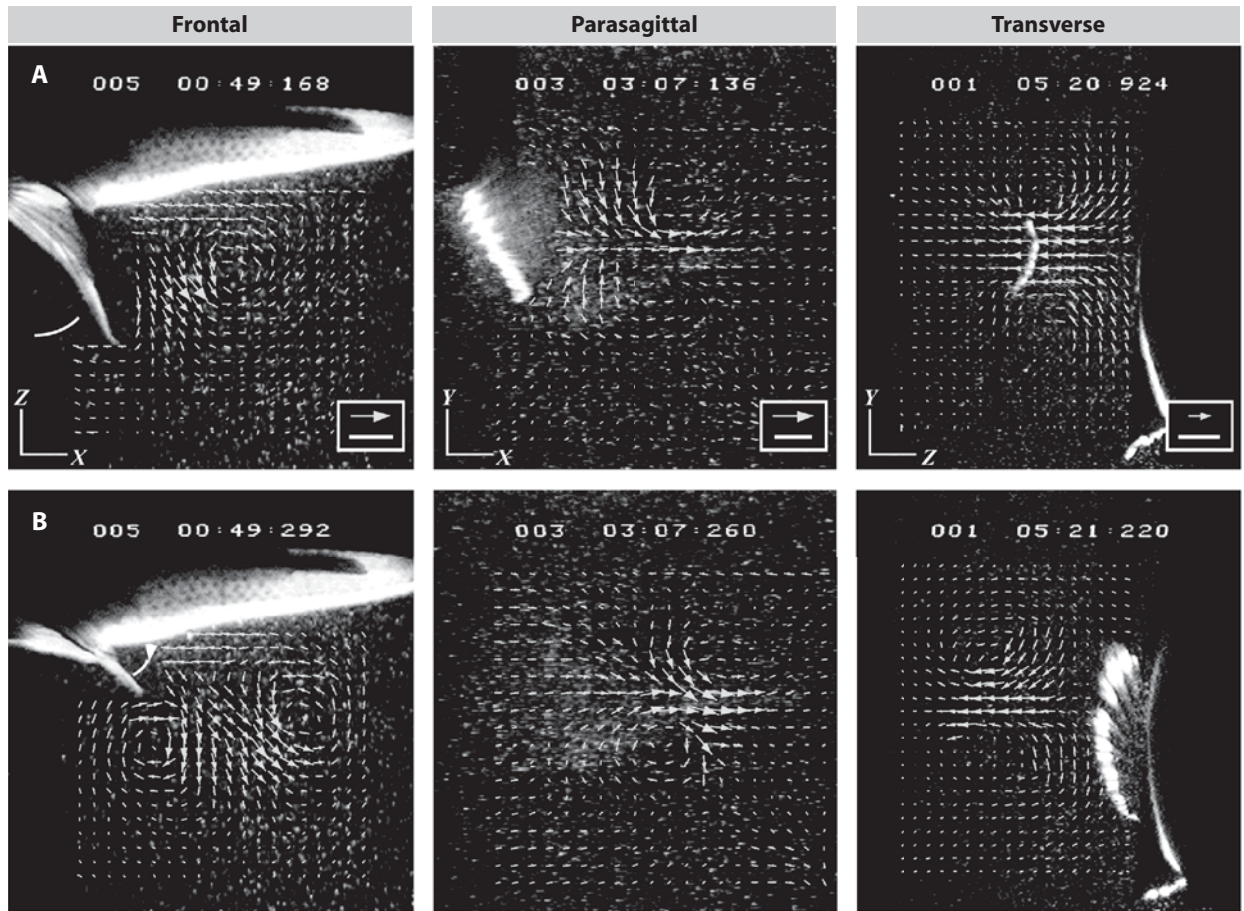 Frontal
Parasagittal
Transverse
A
005 00:49:168
003 03:07:136
001 05:20:924
Z
X
Y
X
Y
Z
B
005 00:49:292
003 03:07:260
001 05:21:220